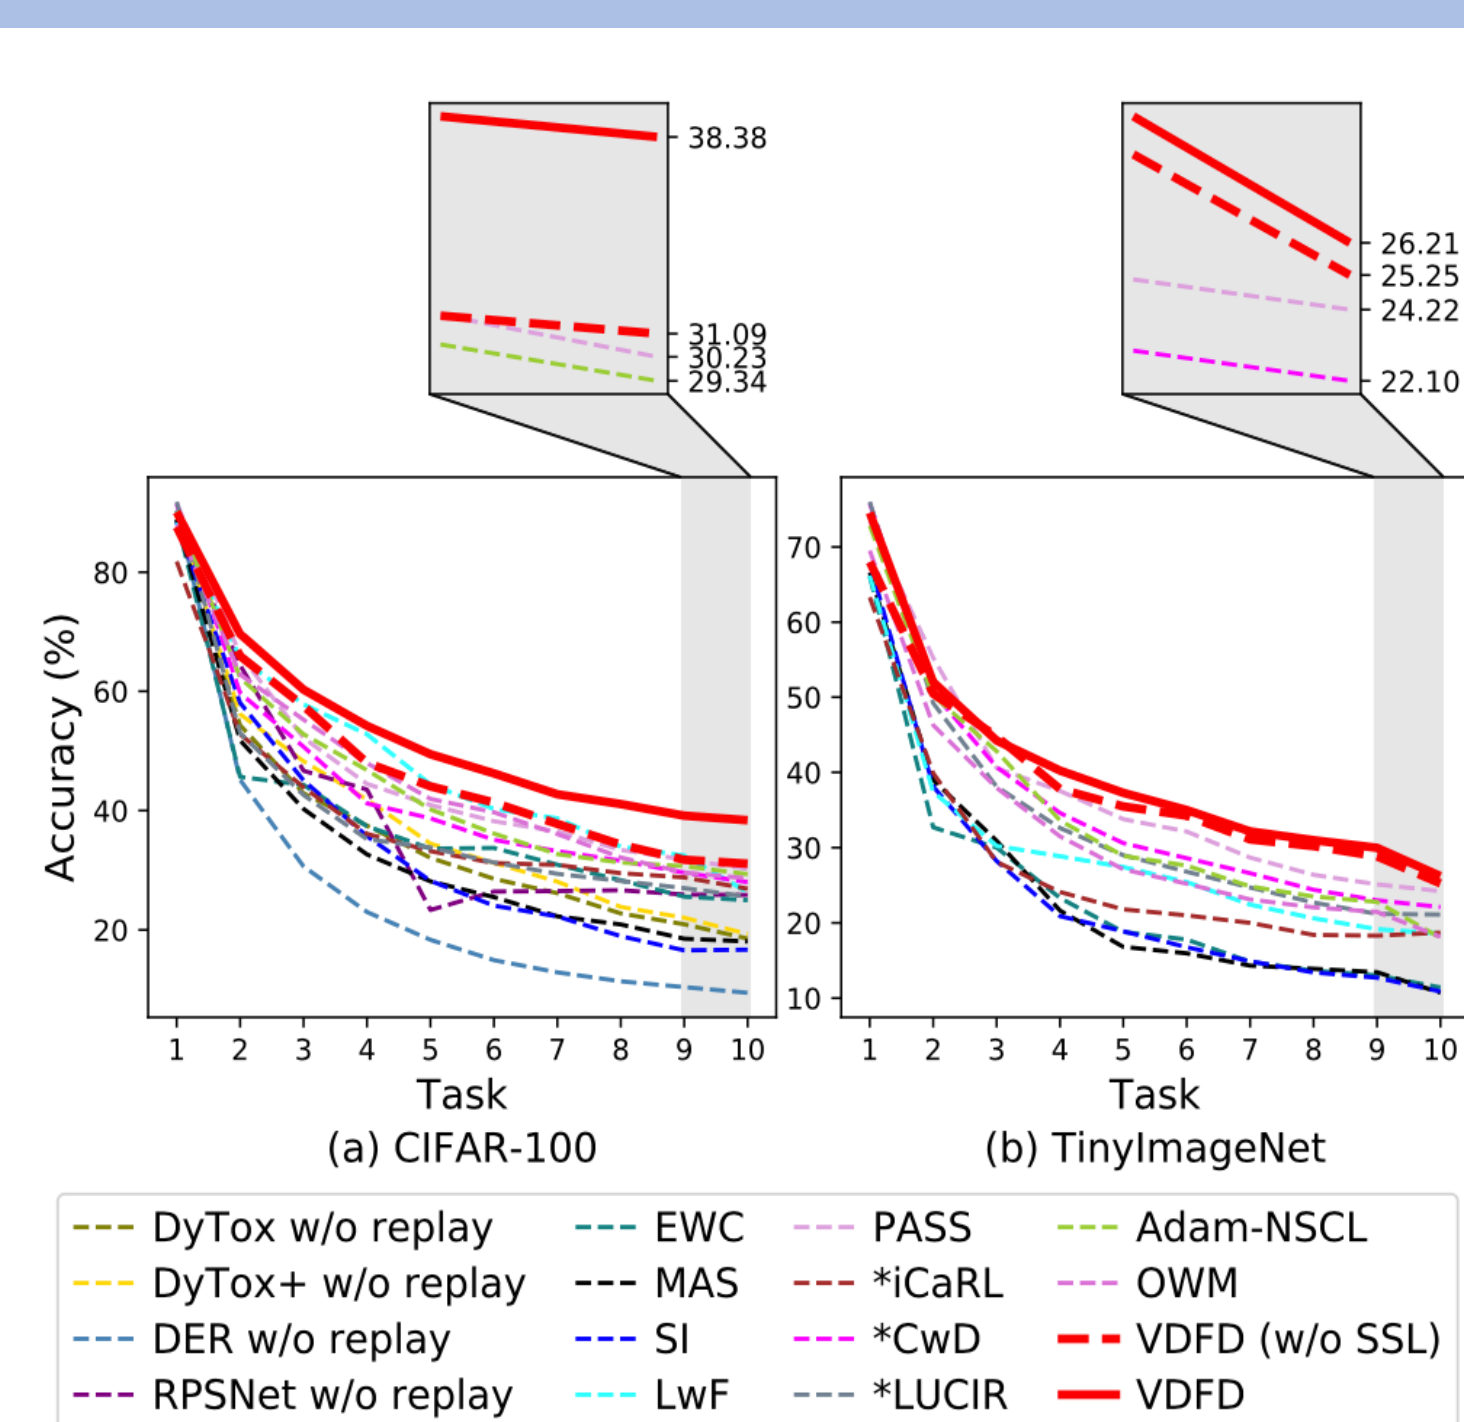 38.38
31.09
30.23
29.34
26.21
25.25
24.22
22.10
Accuracy (%)
80
60
40
20
1 2 3 4 5 6 7 8 9 10
Task
(a) CIFAR-100
70
60
50
40
30
20
10
1 2 3 4 5 6 7 8 9 10
Task
(b) TinyImageNet
DyTox w/o replay
DyTox+ w/o replay
DER w/o replay
RPSNet w/o replay
EWC
MAS
SI
LwF
PASS
*iCaRL
*CwD
*LUCIR
Adam-NSCL
OWM
VDFD (w/o SSL)
VDFD